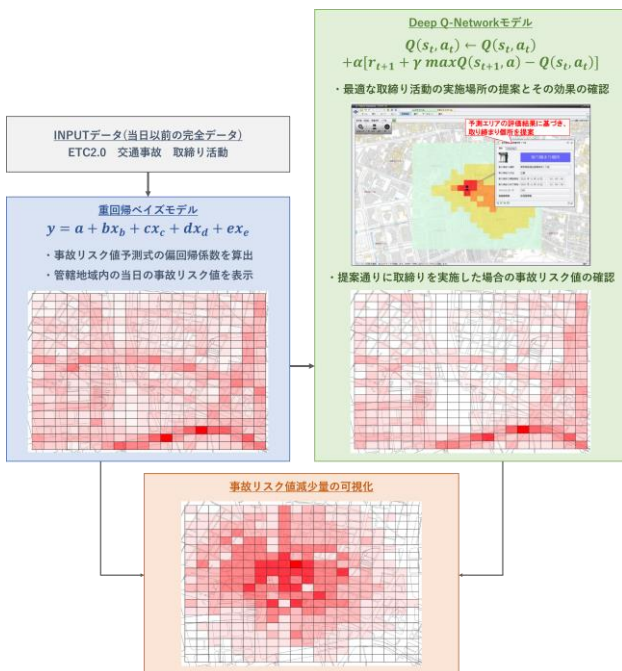 INPUTデータ(当日以前の完全データ)
ETC2.0　交通事故　取締り活動
重回帰ベイズモデル
y = a + bx_b + cx_c + dx_d + ex_e
・事故リスク値予測式の偏回帰係数を算出
・管轄地域内の当日の事故リスク値を表示
Deep Q-Networkモデル
Q(s_t, a_t) ← Q(s_t, a_t)
+α[r_{t+1} + γ maxQ(s_{t+1}, a) − Q(s_t, a_t)]
・最適な取締り活動の実施場所の提案とその効果の確認
予測エリアの評価結果に基づき、
取り締まり個所を提案
・提案通りに取締りを実施した場合の事故リスク値の確認
事故リスク値減少量の可視化